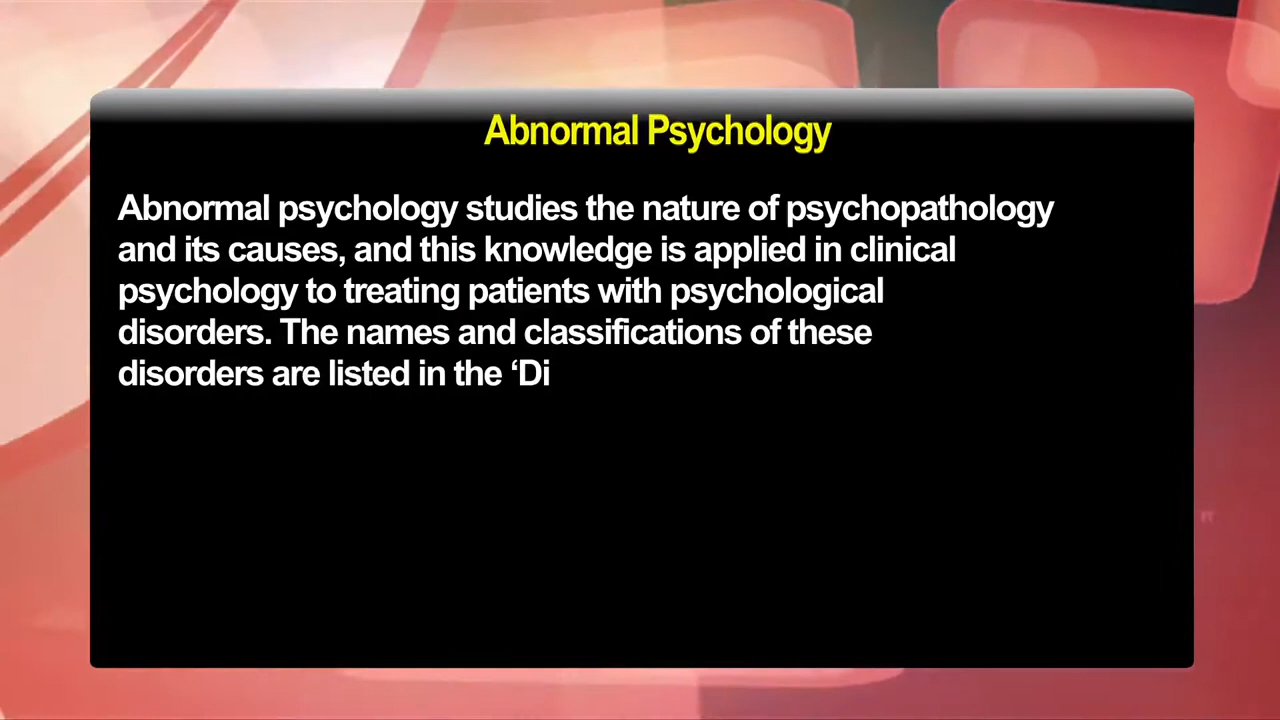 Abnormal Psychology
Abnormal psychology studies the nature of psychopathology
and its causes, and this knowledge is applied in clinical
psychology to treating patients with psychological
disorders. The names and classifications of these
disorders are listed in the ‘Di